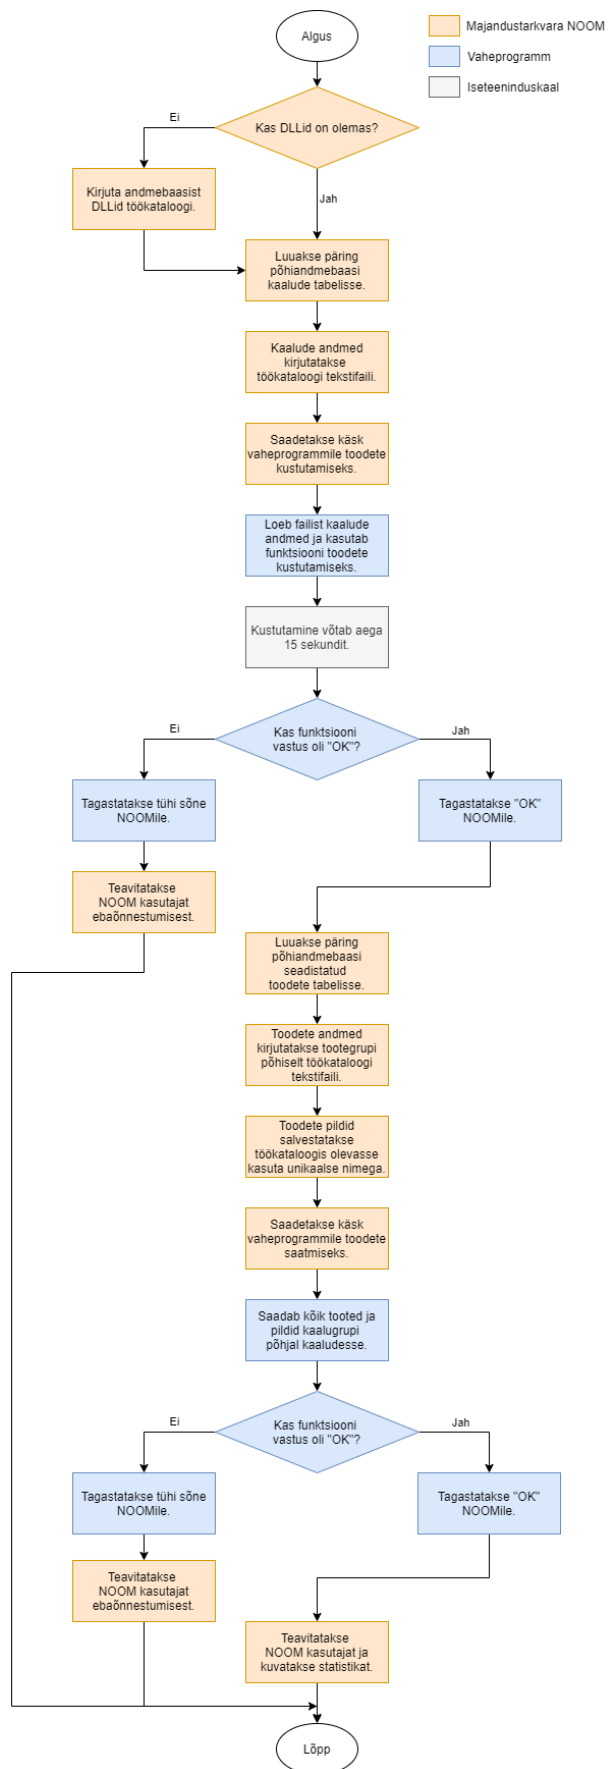 Algus
Majandustarkvara NOOM
Vaheprogramm
Iseteeninduskaal
Kas DLLid on olemas?
Ei
Jah
Kirjuta andmebaasist
DLLid töökataloogi.
Luuakse päring
põhiandmebaasi
kaalude tabelisse.
Kaalude andmed
kirjutatakse
töökataloogi tekstifaili.
Saadetakse käsk
vaheprogrammile toodete
kustutamiseks.
Loeb failist kaalude
andmed ja kasutab
funktsiooni toodete
kustutamiseks.
Kustutamine võtab aega
15 sekundit.
Kas funktsiooni
vastus oli "OK"?
Ei
Jah
Tagastatakse tühi sõne
NOOMile.
Tagastatakse "OK"
NOOMile.
Teavitatakse
NOOM kasutajat
ebaõnnestumisest.
Luuakse päring
põhiandmebaasi
seadistatud
toodete tabelisse.
Toodete andmed
kirjutatakse tootegrupi
põhiselt töökataloogi
tekstifaili.
Toodete pildid
salvestatakse
töökataloogis olevasse
kasuta unikaalse nimega.
Saadetakse käsk
vaheprogrammile toodete
saatmiseks.
Saadab kõik tooted ja
pildid kaalugrupi
põhjal kaaludesse.
Kas funktsiooni
vastus oli "OK"?
Ei
Jah
Tagastatakse tühi sõne
NOOMile.
Tagastatakse "OK"
NOOMile.
Teavitatakse
NOOM kasutajat
ebaõnnestumisest.
Teavitatakse
NOOM kasutajat ja
kuvatakse statistikat.
Lõpp